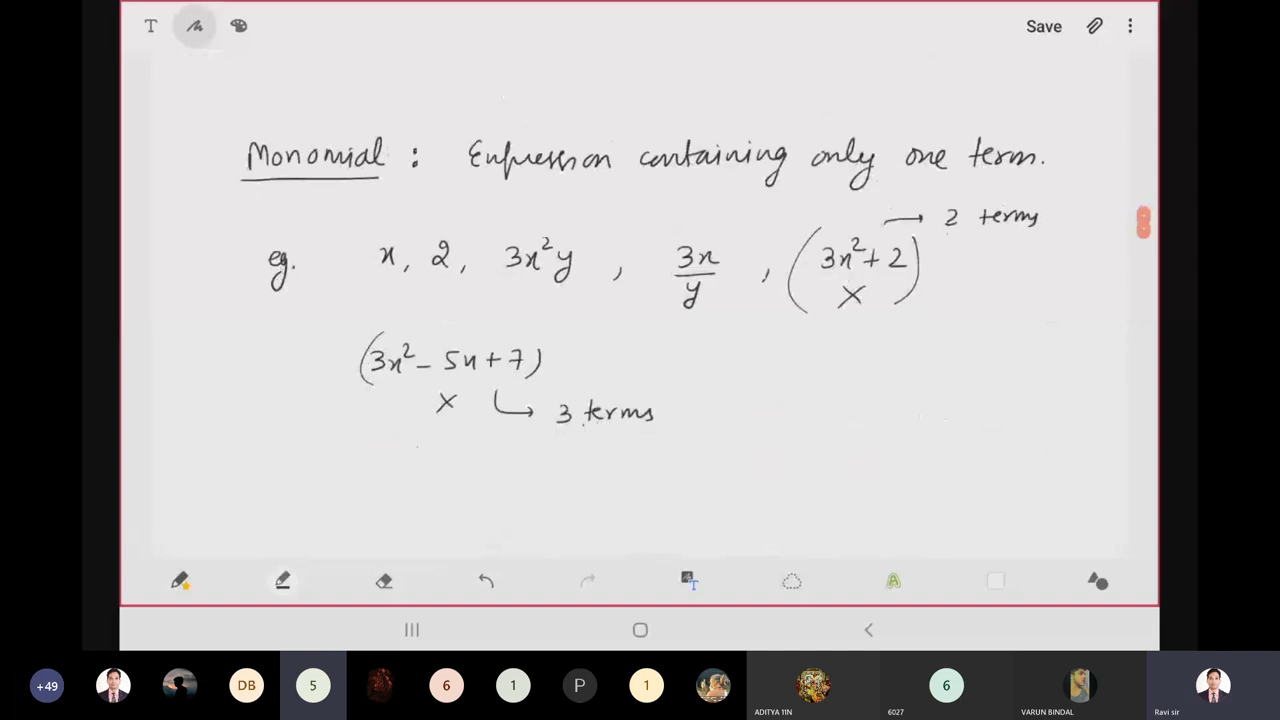 T Save
Monomial : Expression containing only one term.
→ 2 terms
eg. x, 2, 3x²y, 3x/y, (3x²+2)
×
(3x² - 5x + 7)
× ↳ 3 terms
T A
+49 DB 5 6 1 P 1 6
ADITYA 11N 6027 VARUN BINDAL Ravi sir